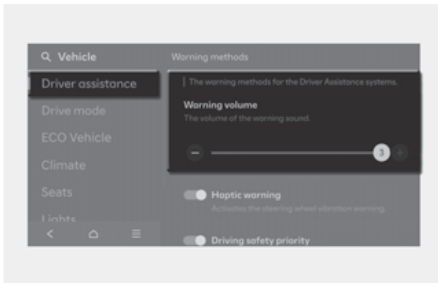 Vehicle
Warning methods
Driver assistance
The warning methods for the Driver Assistance systems.
Drive mode
Warning volume
The volume of the warning sound.
ECO Vehicle
3
Climate
Seats
Haptic warning
Activates the steering wheel vibration warning.
Lights
Driving safety priority